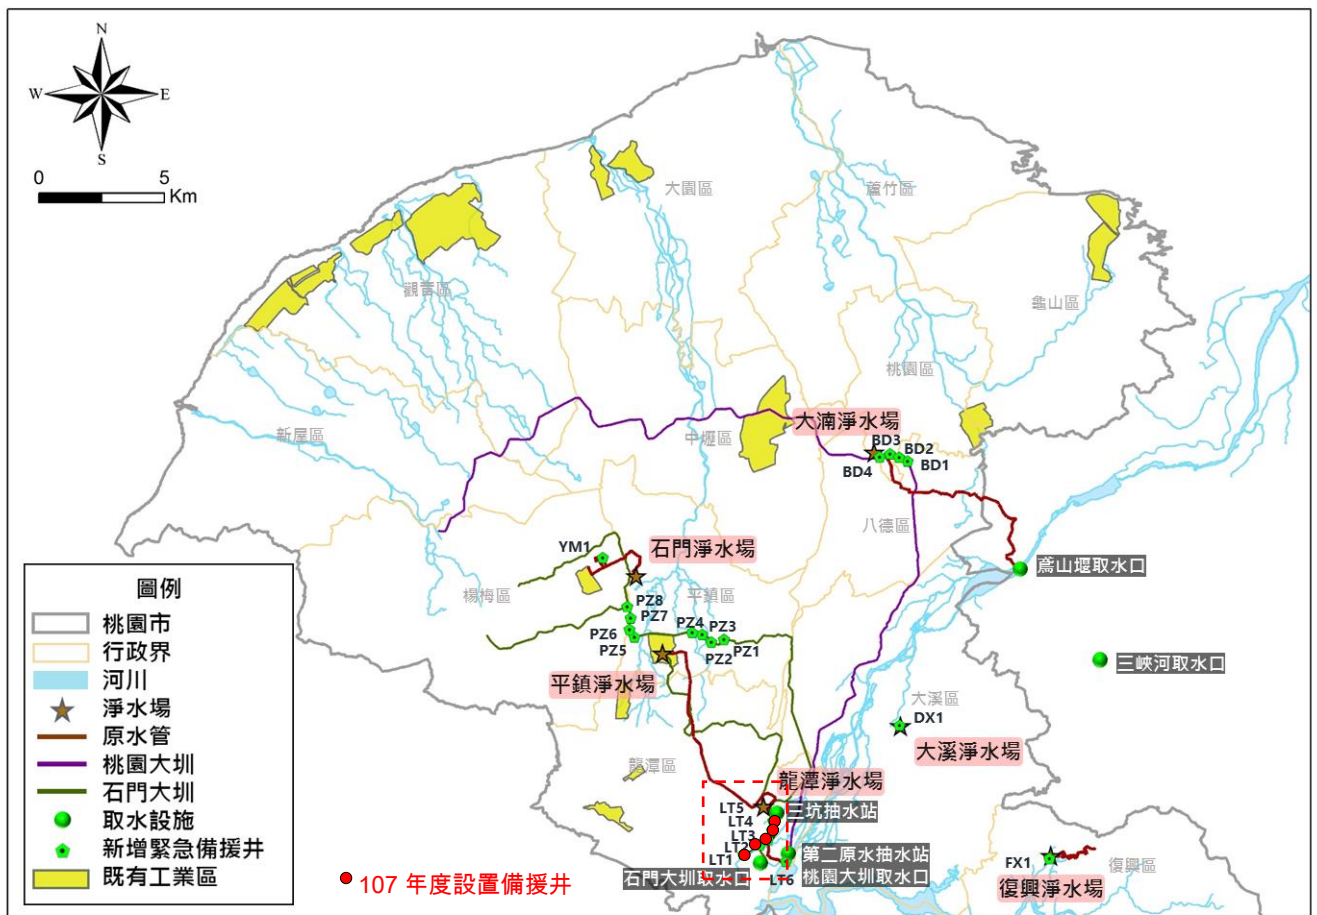 N
W
E
S
0
5
Km
大園區
蘆竹區
觀音區
龜山區
桃園區
新屋區
中壢區
大湳淨水場
BD3
BD2
BD4
BD1
八德區
YM1
石門淨水場
鳶山堰取水口
楊梅區
平鎮區
PZ8
PZ7
PZ6
PZ5
PZ4
PZ3
PZ2
PZ1
三峽河取水口
平鎮淨水場
大溪區
DX1
大溪淨水場
龍潭區
龍潭淨水場
LT5
三坑抽水站
LT4
LT3
LT2
LT1
第二原水抽水站
石門大圳取水口
桃園大圳取水口
LT6
FX1
復興區
復興淨水場
圖例
桃園市
行政界
河川
淨水場
原水管
桃園大圳
石門大圳
取水設施
新增緊急備援井
既有工業區
107 年度設置備援井